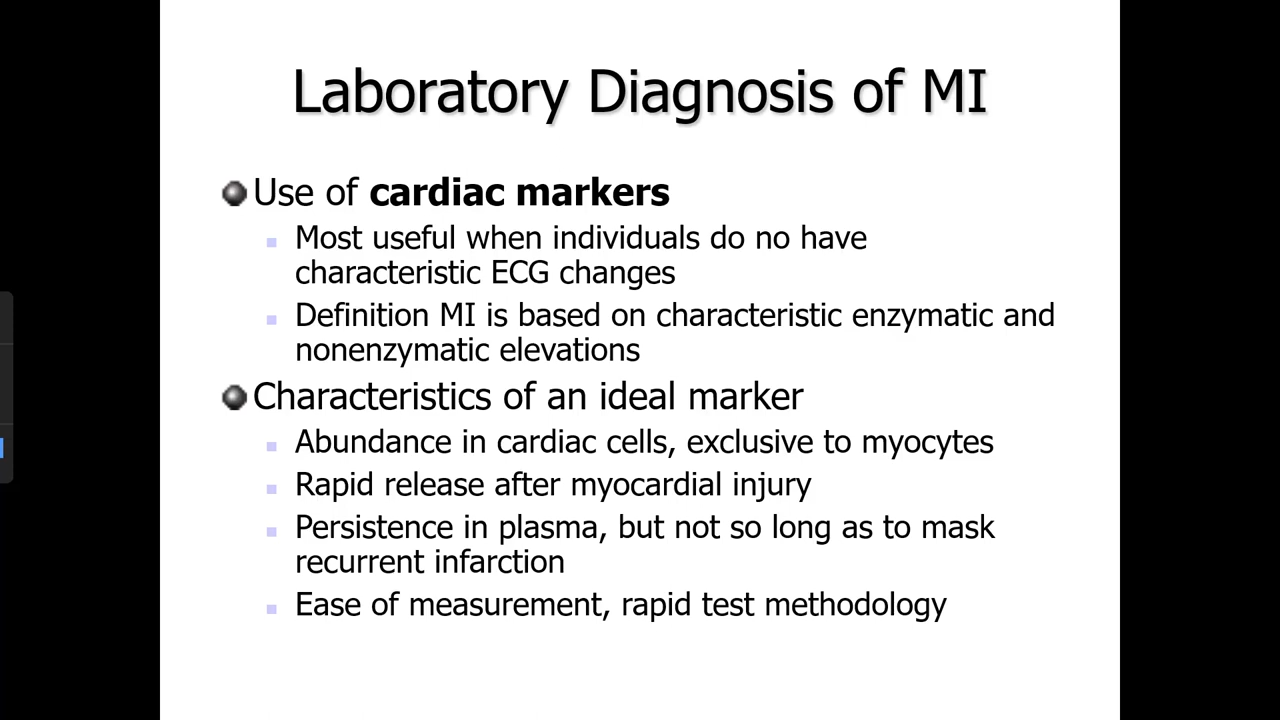 Laboratory Diagnosis of MI
Use of cardiac markers
Most useful when individuals do no have
characteristic ECG changes
Definition MI is based on characteristic enzymatic and
nonenzymatic elevations
Characteristics of an ideal marker
Abundance in cardiac cells, exclusive to myocytes
Rapid release after myocardial injury
Persistence in plasma, but not so long as to mask
recurrent infarction
Ease of measurement, rapid test methodology